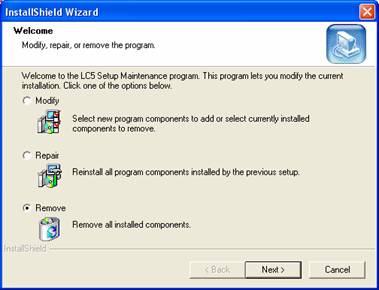 InstallShield Wizard
Welcome
Modify, repair, or remove the program.
Welcome to the LC5 Setup Maintenance program. This program lets you modify the current
installation. Click one of the options below.
Modify
Select new program components to add or select currently installed
components to remove.
Repair
Reinstall all program components installed by the previous setup.
Remove
Remove all installed components.
InstallShield
< Back
Next >
Cancel